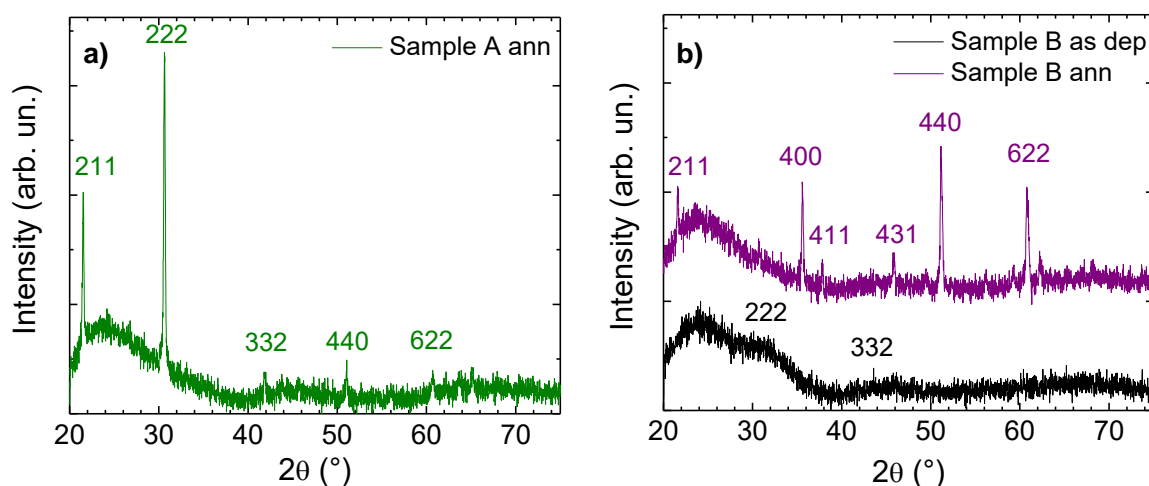 a)
Sample A ann
222
211
332
440
622
Intensity (arb. un.)
20
30
40
50
60
70
2θ (°)
b)
Sample B as dep
Sample B ann
440
400
622
211
411
431
222
332
Intensity (arb. un.)
20
30
40
50
60
70
2θ (°)